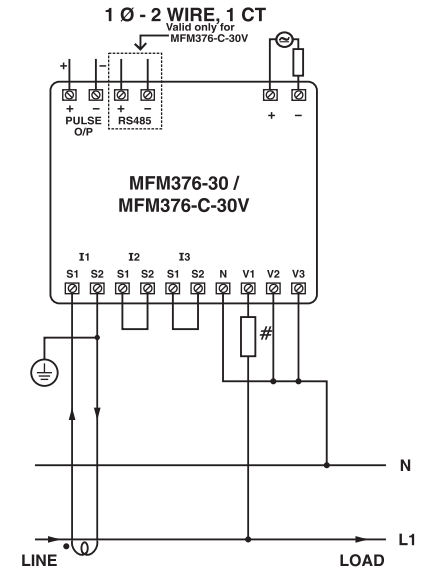 1 Ø - 2 WIRE, 1 CT
Valid only for
MFM376-C-30V
+ − + −
+ − + − + −
PULSE O/P RS485
MFM376-30 /
MFM376-C-30V
I1 I2 I3
S1 S2 S1 S2 S1 S2 N V1 V2 V3
#
N
L1
LINE LOAD